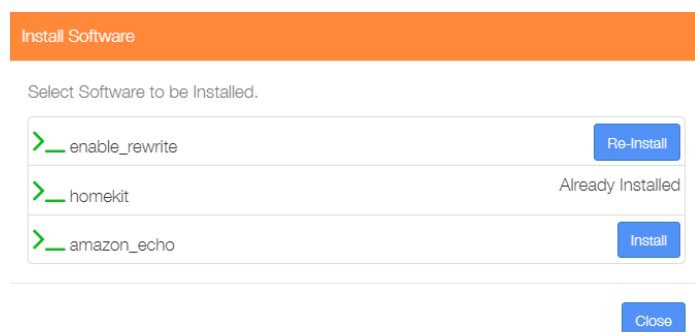 Install Software
Select Software to be Installed.
>_ enable_rewrite Re-Install
>_ homekit Already Installed
>_ amazon_echo Install
Close